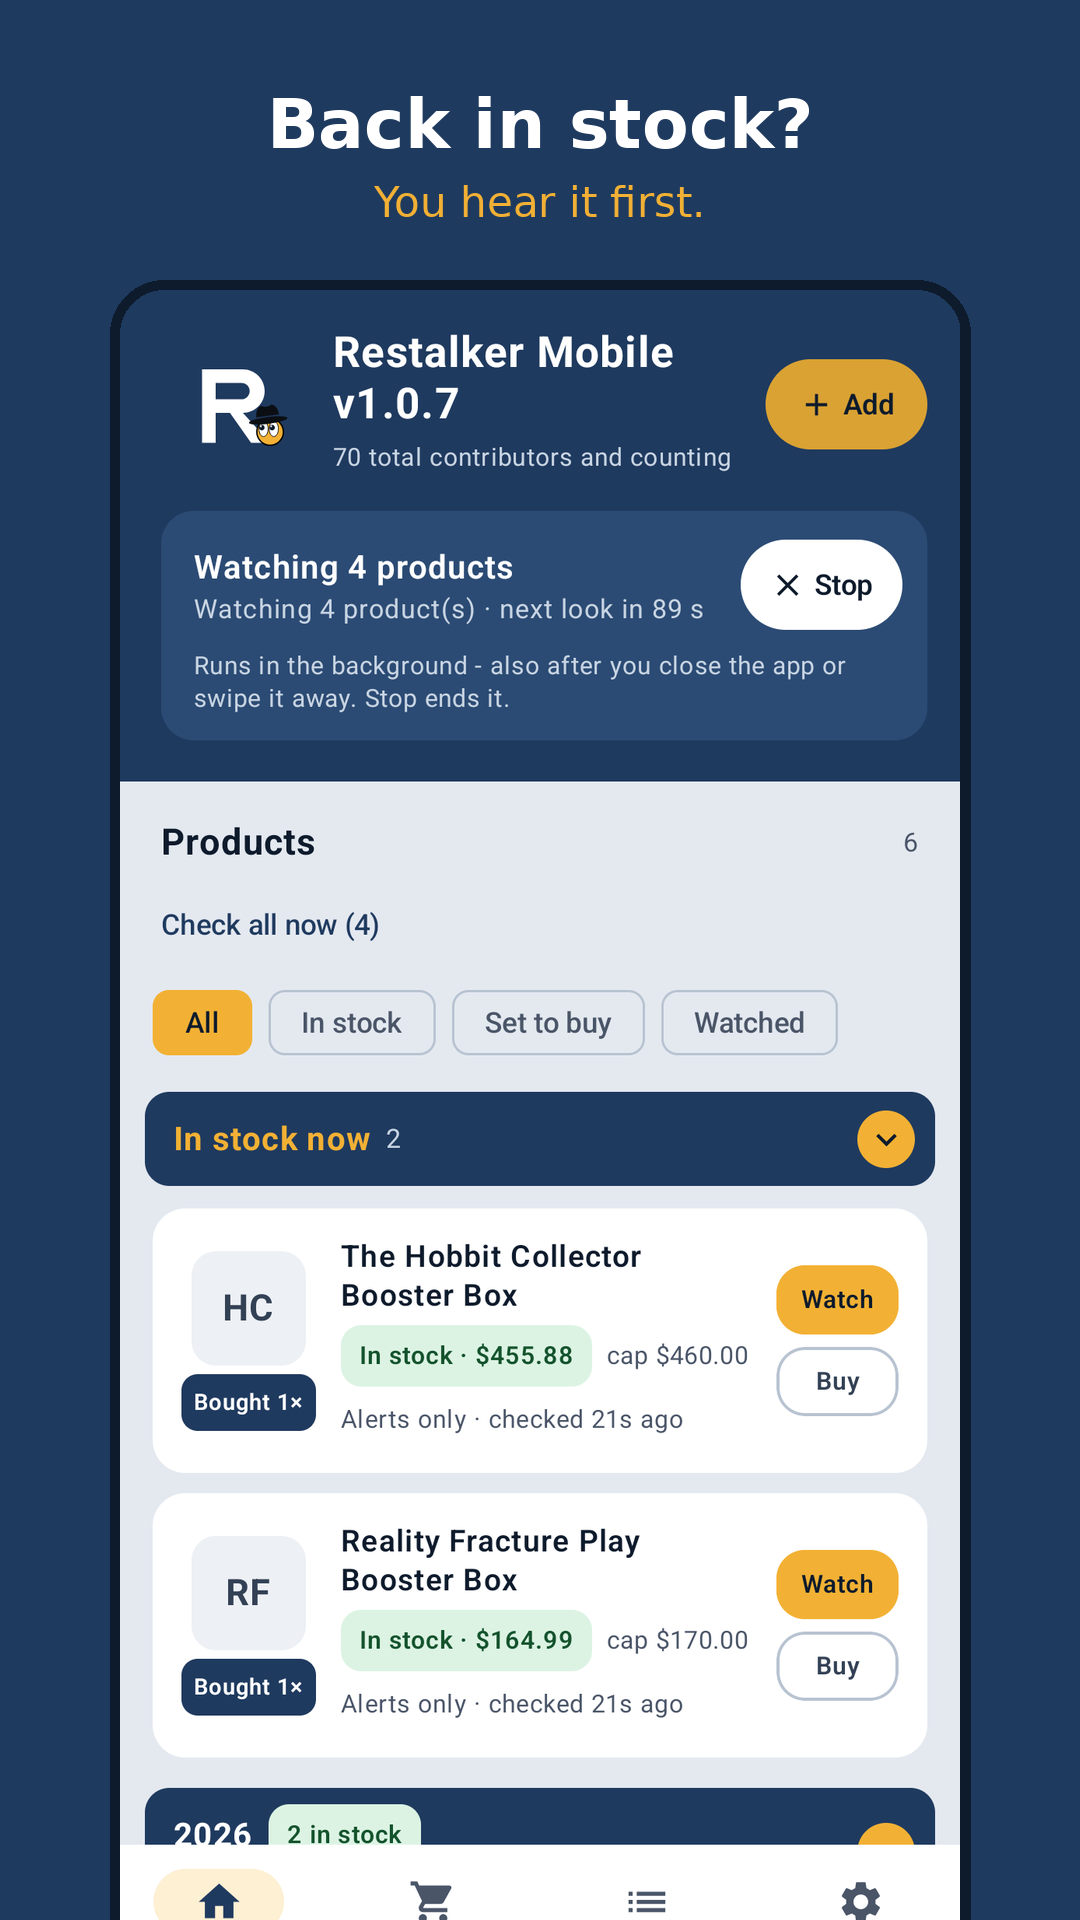 Back in stock?
You hear it first.
R
Restalker Mobile
v1.0.7
70 total contributors and counting
+ Add
Watching 4 products
Watching 4 product(s) · next look in 89 s
× Stop
Runs in the background - also after you close the app or
swipe it away. Stop ends it.
Products
6
Check all now (4)
All
In stock
Set to buy
Watched
In stock now 2
HC
Bought 1×
The Hobbit Collector
Booster Box
In stock · $455.88
cap $460.00
Alerts only · checked 21s ago
Watch
Buy
RF
Bought 1×
Reality Fracture Play
Booster Box
In stock · $164.99
cap $170.00
Alerts only · checked 21s ago
Watch
Buy
2026
2 in stock